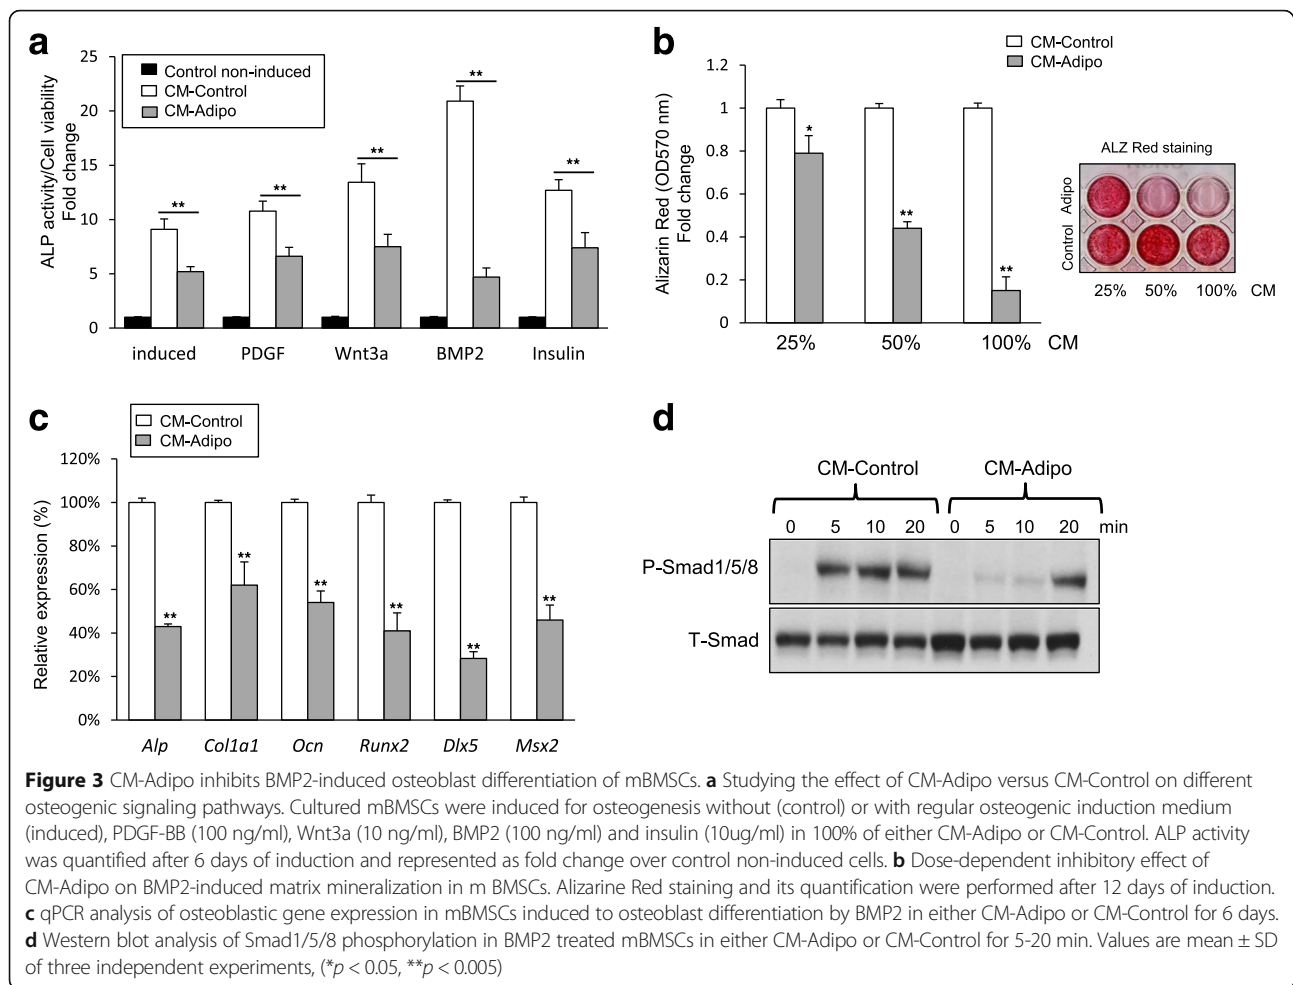 a
ALP activity/Cell viability
Fold change
25
20
15
10
5
0
Control non-induced
CM-Control
CM-Adipo
**
**
**
**
**
induced PDGF Wnt3a BMP2 Insulin
b
CM-Control
CM-Adipo
Alizarin Red (OD570 nm)
Fold change
1.2
1
0.8
0.6
0.4
0.2
0
*
**
**
25% 50% 100% CM
ALZ Red staining
Adipo
Control
25% 50% 100% CM
c
CM-Control
CM-Adipo
Relative expression (%)
120%
100%
80%
60%
40%
20%
0%
**
**
**
**
**
**
Alp Col1a1 Ocn Runx2 Dlx5 Msx2
d
CM-Control CM-Adipo
0 5 10 20 0 5 10 20 min
P-Smad1/5/8
T-Smad
Figure 3 CM-Adipo inhibits BMP2-induced osteoblast differentiation of mBMSCs. a Studying the effect of CM-Adipo versus CM-Control on different
osteogenic signaling pathways. Cultured mBMSCs were induced for osteogenesis without (control) or with regular osteogenic induction medium
(induced), PDGF-BB (100 ng/ml), Wnt3a (10 ng/ml), BMP2 (100 ng/ml) and insulin (10ug/ml) in 100% of either CM-Adipo or CM-Control. ALP activity
was quantified after 6 days of induction and represented as fold change over control non-induced cells. b Dose-dependent inhibitory effect of
CM-Adipo on BMP2-induced matrix mineralization in m BMSCs. Alizarine Red staining and its quantification were performed after 12 days of induction.
c qPCR analysis of osteoblastic gene expression in mBMSCs induced to osteoblast differentiation by BMP2 in either CM-Adipo or CM-Control for 6 days.
d Western blot analysis of Smad1/5/8 phosphorylation in BMP2 treated mBMSCs in either CM-Adipo or CM-Control for 5-20 min. Values are mean ± SD
of three independent experiments, (*p < 0.05, **p < 0.005)